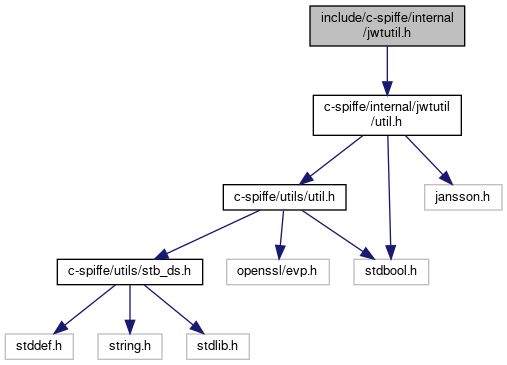 include/c-spiffe/internal
/jwtutil.h
c-spiffe/internal/jwtutil
/util.h
c-spiffe/utils/util.h
jansson.h
c-spiffe/utils/stb_ds.h
openssl/evp.h
stdbool.h
stddef.h
string.h
stdlib.h